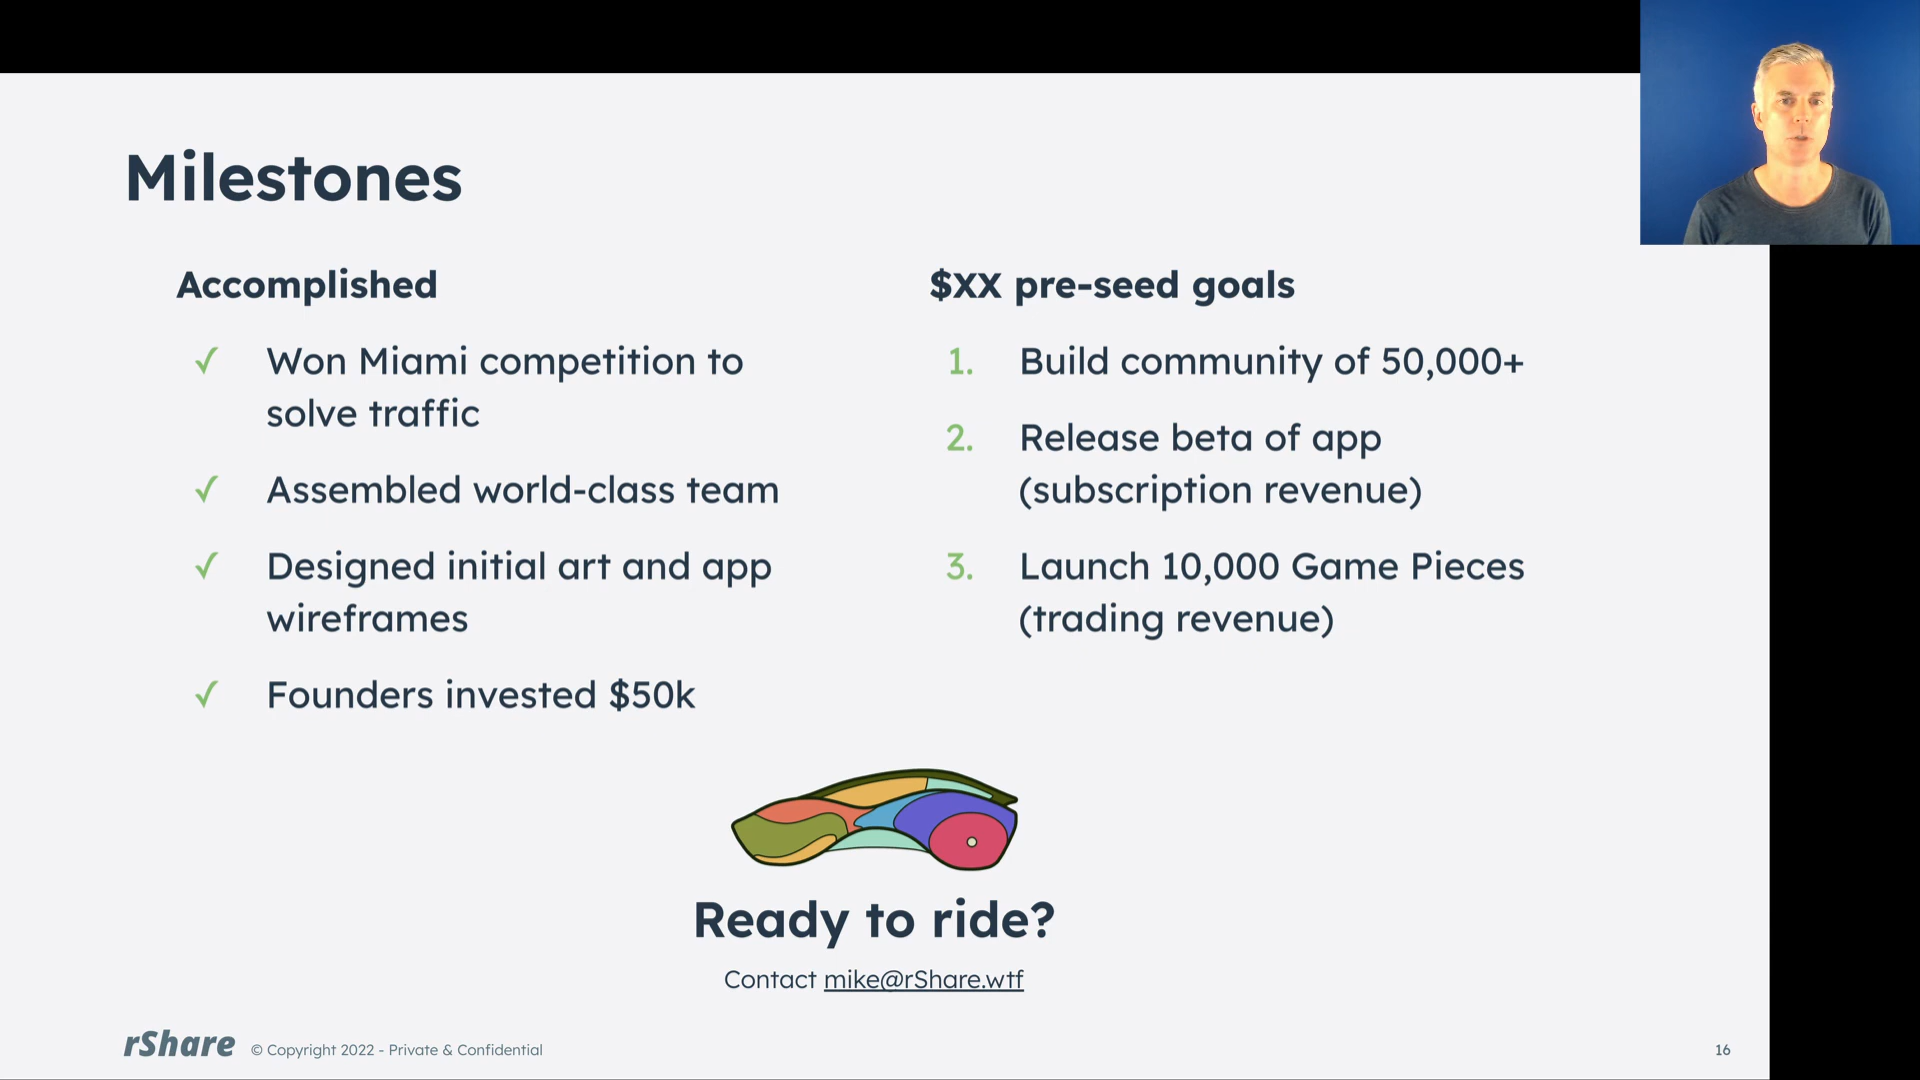 Milestones
Accomplished
✓ Won Miami competition to
solve traffic
✓ Assembled world-class team
✓ Designed initial art and app
wireframes
✓ Founders invested $50k
$XX pre-seed goals
1. Build community of 50,000+
2. Release beta of app
(subscription revenue)
3. Launch 10,000 Game Pieces
(trading revenue)
Ready to ride?
Contact mike@rShare.wtf
rShare © Copyright 2022 - Private & Confidential
16